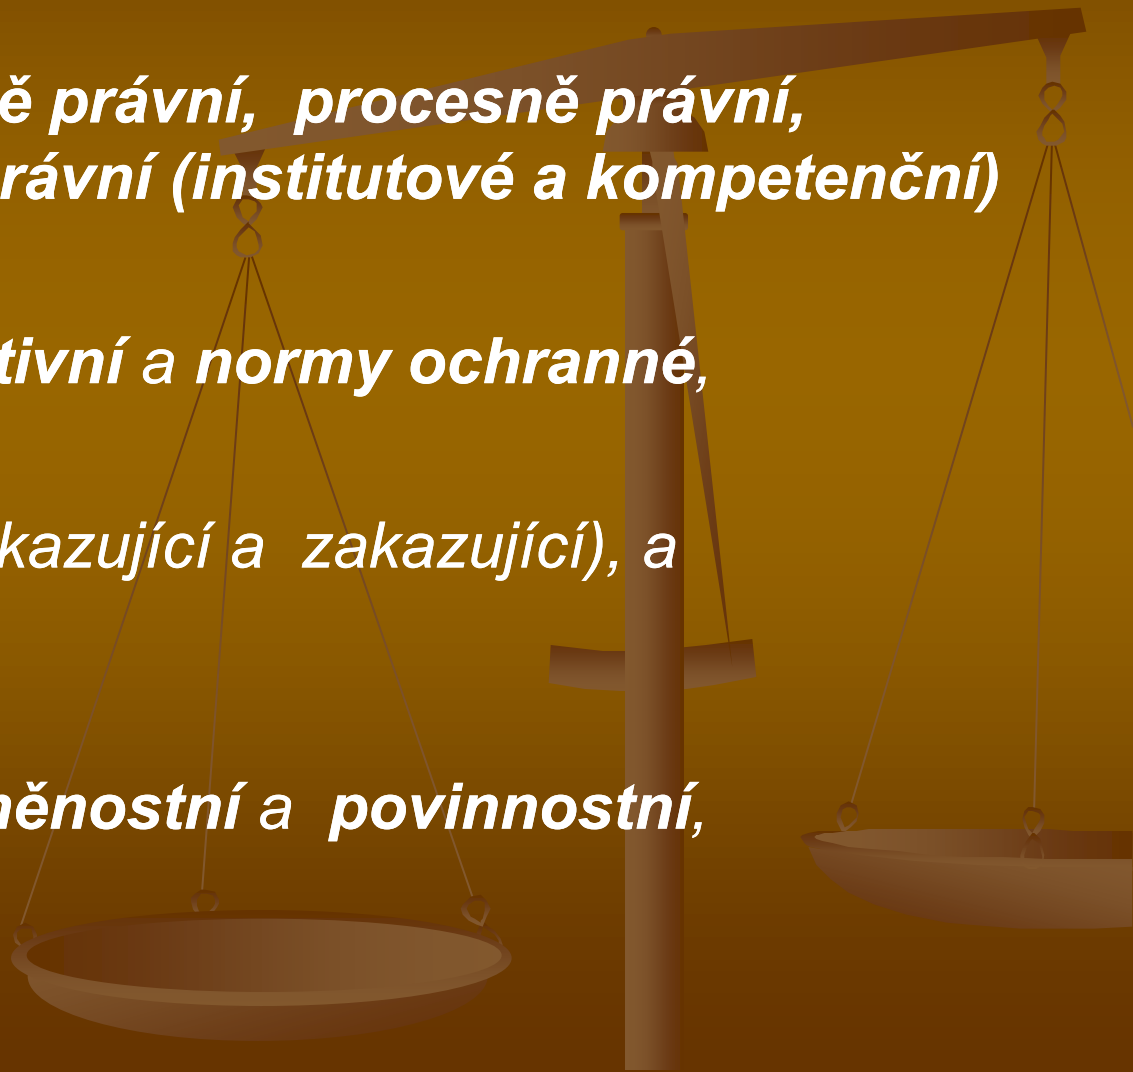 ě právní, procesně právní,
rávní (institutové a kompetenční)
tivní a normy ochranné,
kazující a zakazující), a
něnostní a povinnostní,